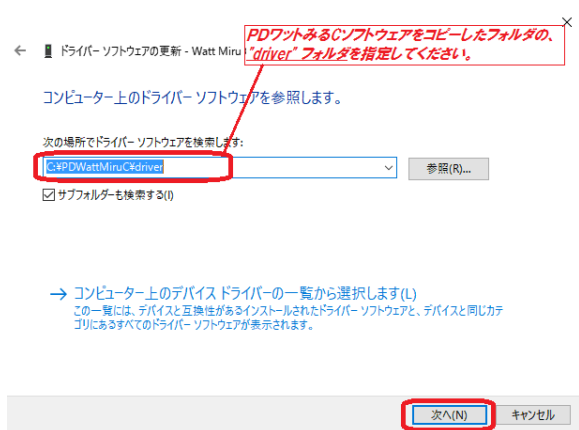 PDワットみるCソフトウェアをコピーしたフォルダの、
"driver" フォルダを指定してください。
ドライバー ソフトウェアの更新 - Watt Miru
コンピューター上のドライバー ソフトウェアを参照します。
次の場所でドライバー ソフトウェアを検索します:
C:¥PDWattMiruC¥driver
参照(R)...
サブフォルダーも検索する(I)
コンピューター上のデバイス ドライバーの一覧から選択します(L)
この一覧には、デバイスと互換性があるインストールされたドライバー ソフトウェアと、デバイスと同じカテ
ゴリにあるすべてのドライバー ソフトウェアが表示されます。
次へ(N)
キャンセル